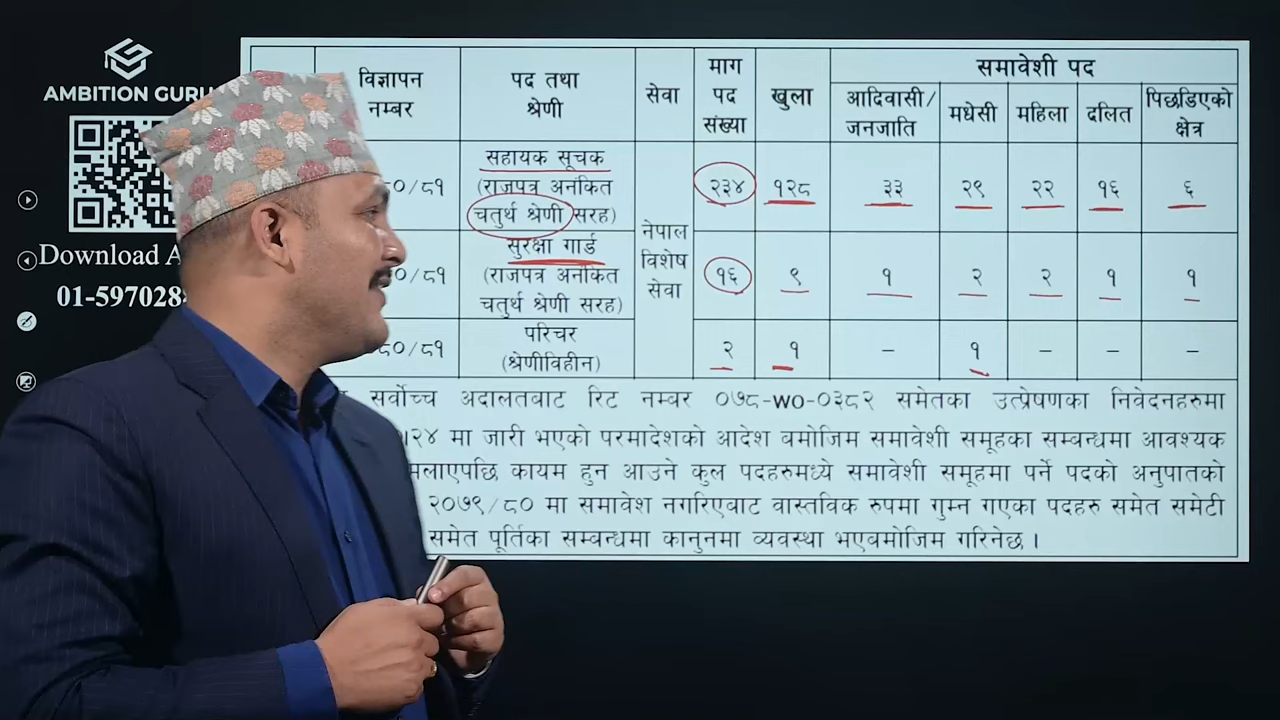 AMBITION GURU
Download A
01-597028
विज्ञापन नम्बर
पद तथा श्रेणी
सेवा
माग पद संख्या
खुला
समावेशी पद
आदिवासी/ जनजाति
मधेसी
महिला
दलित
पिछडिएको क्षेत्र
०/८१
सहायक सूचक
(राजपत्र अनंकित
चतुर्थ श्रेणी सरह)
नेपाल विशेष सेवा
२३४
१२८
३३
२९
२२
१६
६
०/८१
सुरक्षा गार्ड
(राजपत्र अनंकित
चतुर्थ श्रेणी सरह)
१६
९
१
२
२
१
१
८०/८१
परिचर
(श्रेणीविहीन)
२
१
–
१
–
–
–
सर्वोच्च अदालतबाट रिट नम्बर ०७८-wo-०३८२ समेतका उत्प्रेषणका निवेदनहरुमा
।२४ मा जारी भएको परमादेशको आदेश बमोजिम समावेशी समूहका सम्बन्धमा आवश्यक
मलाएपछि कायम हुन आउने कुल पदहरुमध्ये समावेशी समूहमा पर्ने पदको अनुपातको
२०७९/८० मा समावेश नगरिएबाट वास्तविक रुपमा गुम्न गएका पदहरु समेत समेटी
समेत पूर्तिका सम्बन्धमा कानुनमा व्यवस्था भएबमोजिम गरिनेछ ।